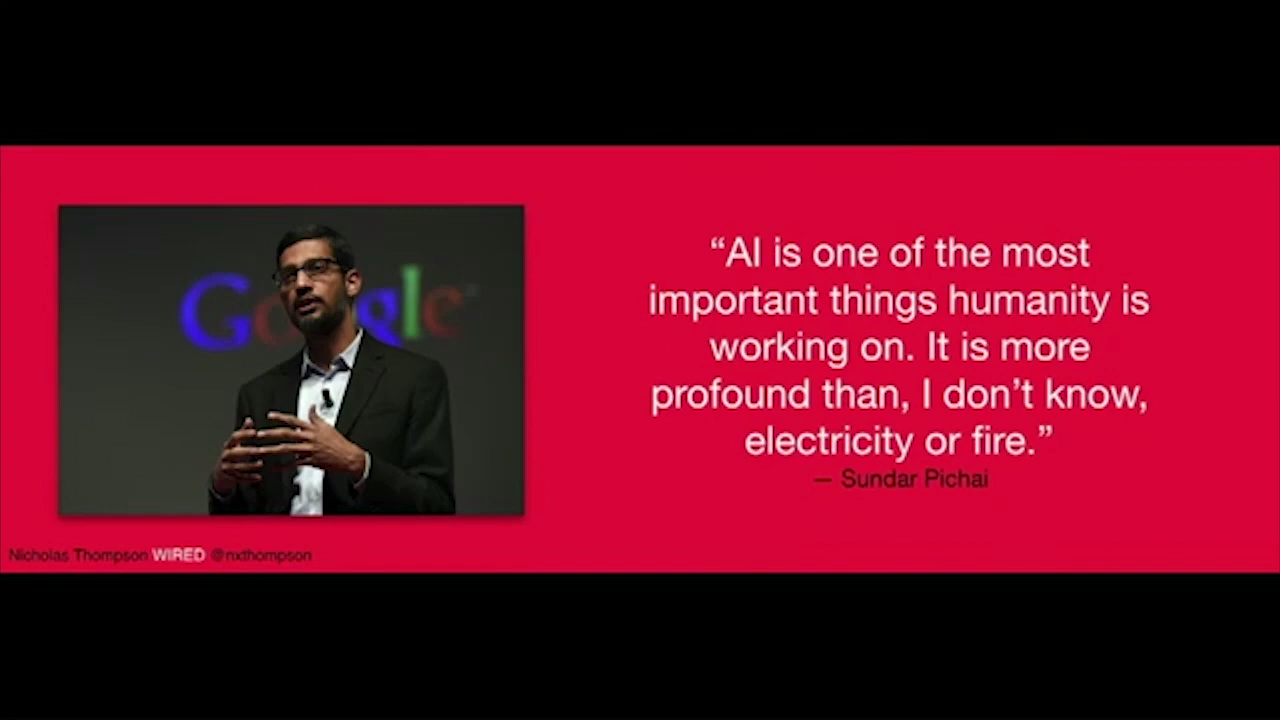 Google
“AI is one of the most
important things humanity is
working on. It is more
profound than, I don’t know,
electricity or fire.”
— Sundar Pichai
Nicholas Thompson WIRED @nxthompson